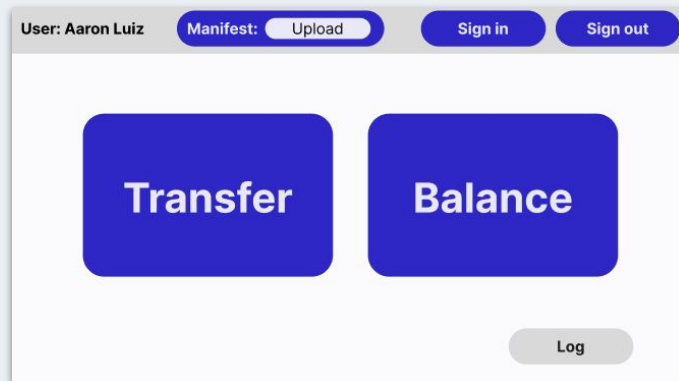 User: Aaron Luiz Manifest: Upload Sign in Sign out
Transfer Balance
Log